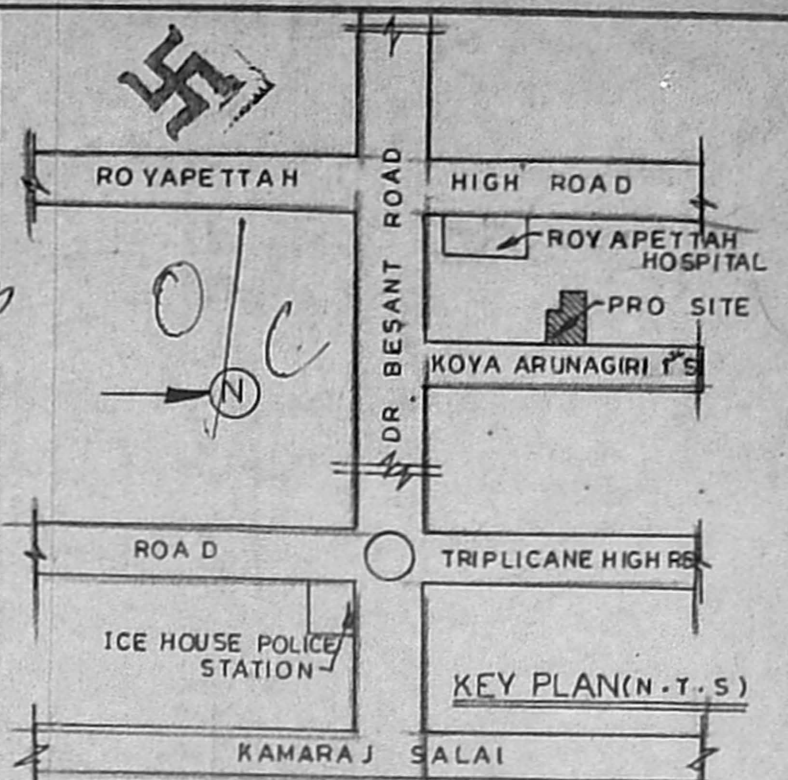 ROYAPETTAH
HIGH ROAD
DR BESANT ROAD
ROYAPETTAH
HOSPITAL
PRO SITE
KOYA ARUNAGIRI 1st S
O/C
N
ROAD
TRIPLICANE HIGH RD
ICE HOUSE POLICE
STATION
KEY PLAN (N.T.S)
KAMARAJ SALAI